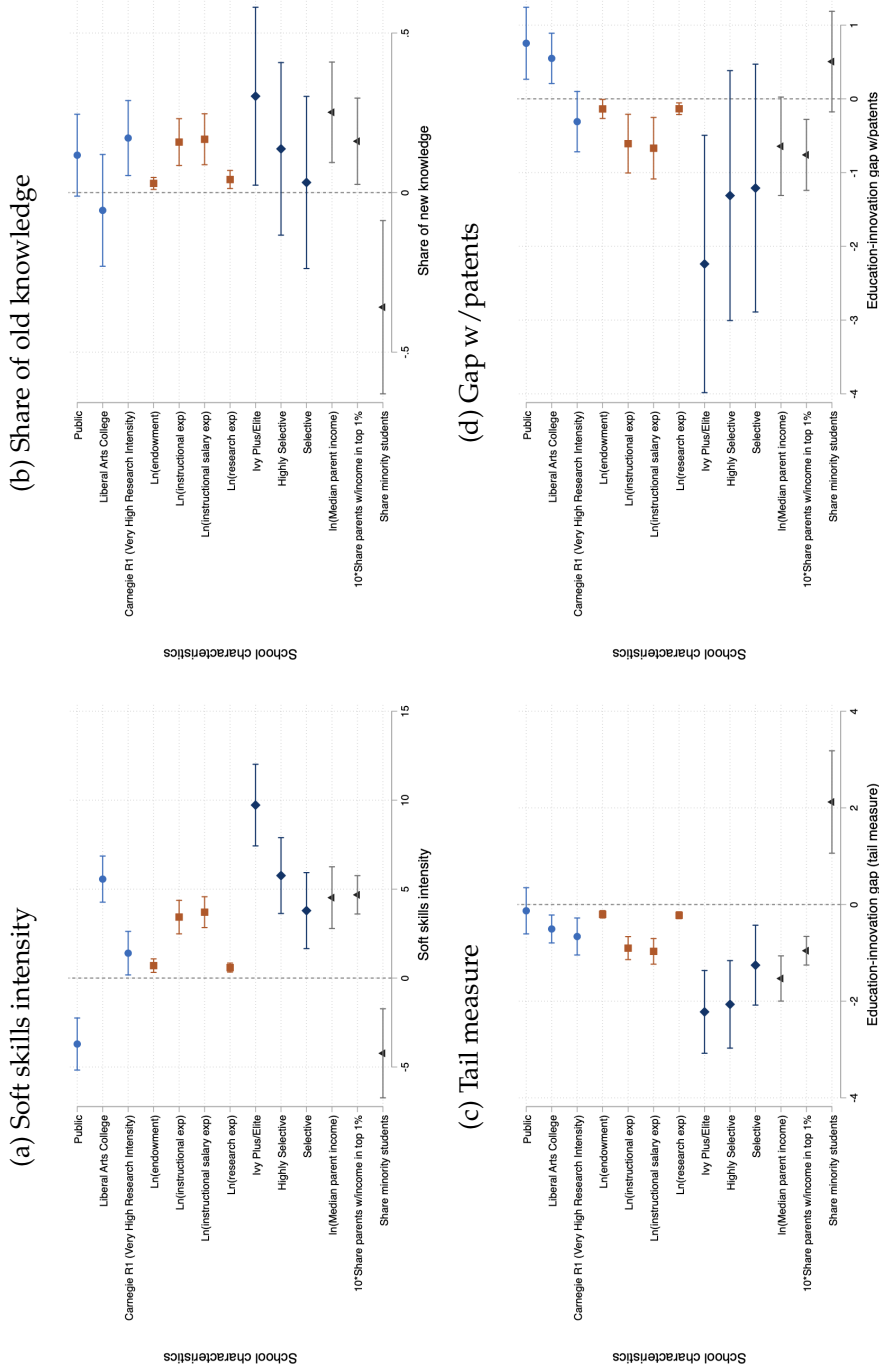 (a) Soft skills intensity
School characteristics
Public
Liberal Arts College
Carnegie R1 (Very High Research Intensity)
Ln(endowment)
Ln(instructional exp)
Ln(instructional salary exp)
Ln(research exp)
Ivy Plus/Elite
Highly Selective
Selective
ln(Median parent income)
10*Share parents w/income in top 1%
Share minority students
-5 0 5 10 15
Soft skills intensity
(b) Share of old knowledge
School characteristics
Public
Liberal Arts College
Carnegie R1 (Very High Research Intensity)
Ln(endowment)
Ln(instructional exp)
Ln(instructional salary exp)
Ln(research exp)
Ivy Plus/Elite
Highly Selective
Selective
ln(Median parent income)
10*Share parents w/income in top 1%
Share minority students
-.5 0 .5
Share of new knowledge
(c) Tail measure
School characteristics
Public
Liberal Arts College
Carnegie R1 (Very High Research Intensity)
Ln(endowment)
Ln(instructional exp)
Ln(instructional salary exp)
Ln(research exp)
Ivy Plus/Elite
Highly Selective
Selective
ln(Median parent income)
10*Share parents w/income in top 1%
Share minority students
-4 -2 0 2 4
Education-innovation gap (tail measure)
(d) Gap w/patents
School characteristics
Public
Liberal Arts College
Carnegie R1 (Very High Research Intensity)
Ln(endowment)
Ln(instructional exp)
Ln(instructional salary exp)
Ln(research exp)
Ivy Plus/Elite
Highly Selective
Selective
ln(Median parent income)
10*Share parents w/income in top 1%
Share minority students
-4 -3 -2 -1 0 1
Education-innovation gap w/patents